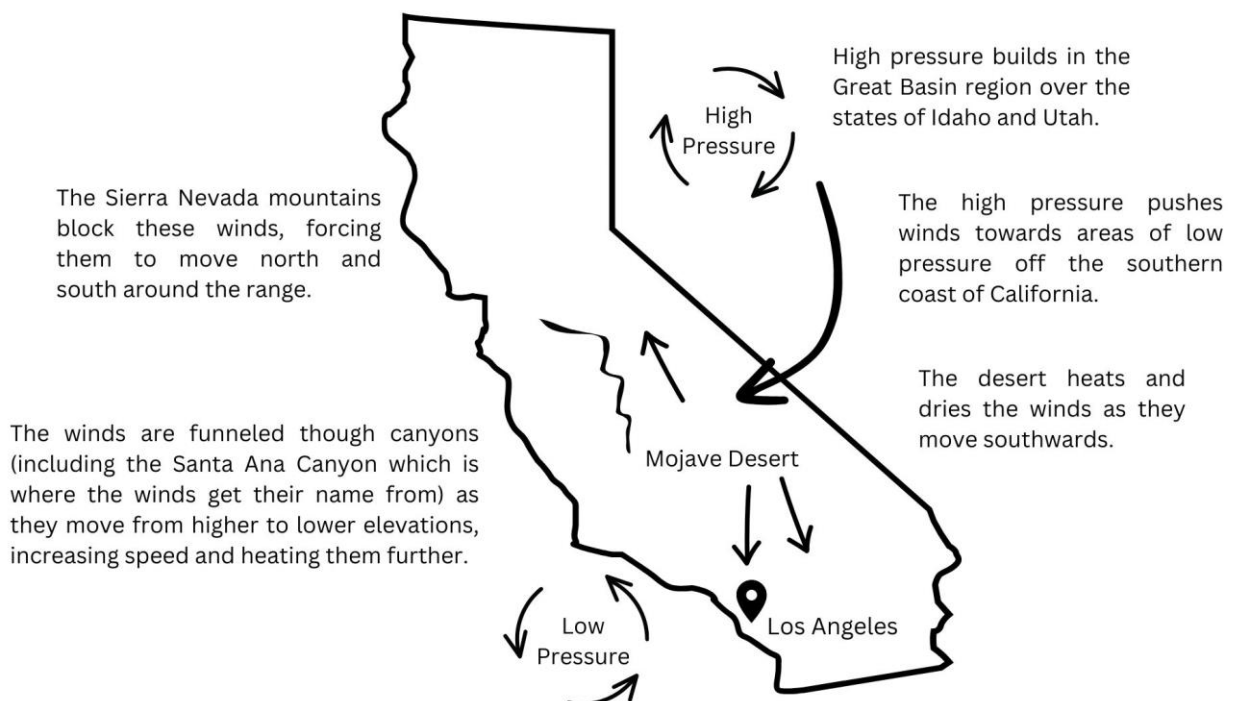 High pressure builds in the
Great Basin region over the
states of Idaho and Utah.
High
Pressure
The Sierra Nevada mountains
block these winds, forcing
them to move north and
south around the range.
The high pressure pushes
winds towards areas of low
pressure off the southern
coast of California.
The desert heats and
dries the winds as they
move southwards.
The winds are funneled though canyons
(including the Santa Ana Canyon which is
where the winds get their name from) as
they move from higher to lower elevations,
increasing speed and heating them further.
Mojave Desert
Low
Pressure
Los Angeles